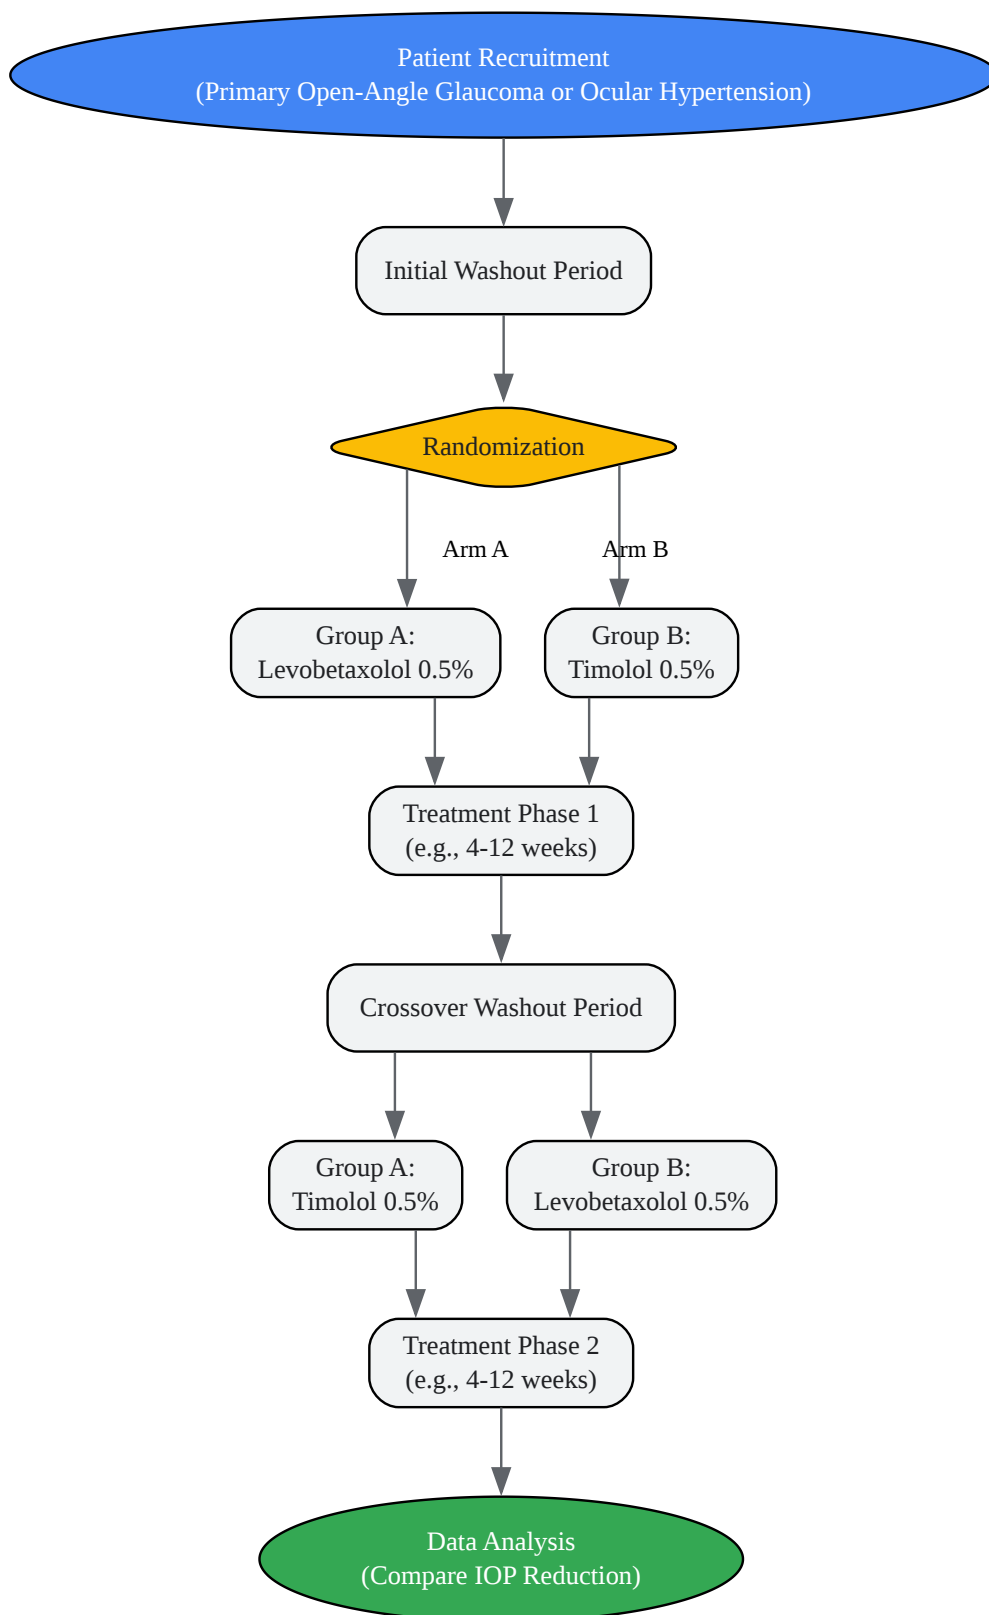 Patient Recruitment
(Primary Open-Angle Glaucoma or Ocular Hypertension)
Initial Washout Period
Randomization
Arm A
Arm B
Group A:
Levobetaxolol 0.5%
Group B:
Timolol 0.5%
Treatment Phase 1
(e.g., 4-12 weeks)
Crossover Washout Period
Group A:
Timolol 0.5%
Group B:
Levobetaxolol 0.5%
Treatment Phase 2
(e.g., 4-12 weeks)
Data Analysis
(Compare IOP Reduction)